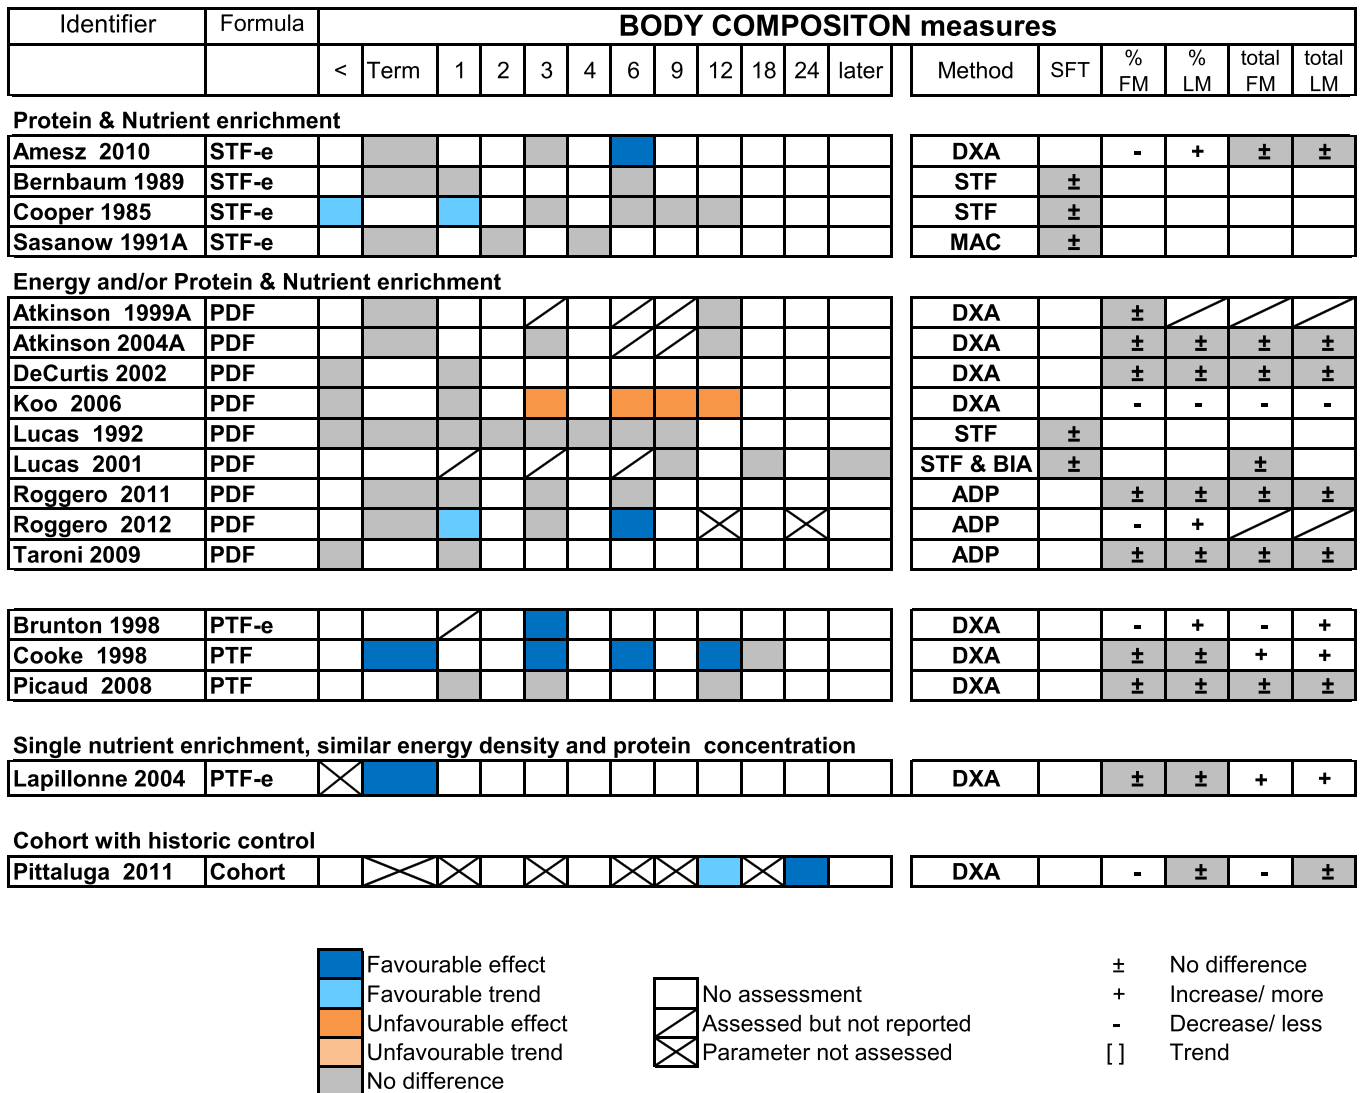 Identifier Formula BODY COMPOSITON measures
< Term 1 2 3 4 6 9 12 18 24 later Method SFT % FM % LM total FM total LM
Protein & Nutrient enrichment
Amesz 2010 STF-e DXA - + ± ±
Bernbaum 1989 STF-e STF ±
Cooper 1985 STF-e STF ±
Sasanow 1991A STF-e MAC ±
Energy and/or Protein & Nutrient enrichment
Atkinson 1999A PDF DXA ±
Atkinson 2004A PDF DXA ± ± ± ±
DeCurtis 2002 PDF DXA ± ± ± ±
Koo 2006 PDF DXA - - - -
Lucas 1992 PDF STF ±
Lucas 2001 PDF STF & BIA ± ±
Roggero 2011 PDF ADP ± ± ± ±
Roggero 2012 PDF ADP - +
Taroni 2009 PDF ADP ± ± ± ±
Brunton 1998 PTF-e DXA - + - +
Cooke 1998 PTF DXA ± ± + +
Picaud 2008 PTF DXA ± ± ± ±
Single nutrient enrichment, similar energy density and protein concentration
Lapillonne 2004 PTF-e DXA ± ± + +
Cohort with historic control
Pittaluga 2011 Cohort DXA - ± - ±
Favourable effect ± No difference
Favourable trend No assessment + Increase/ more
Unfavourable effect Assessed but not reported - Decrease/ less
Unfavourable trend Parameter not assessed [ ] Trend
No difference